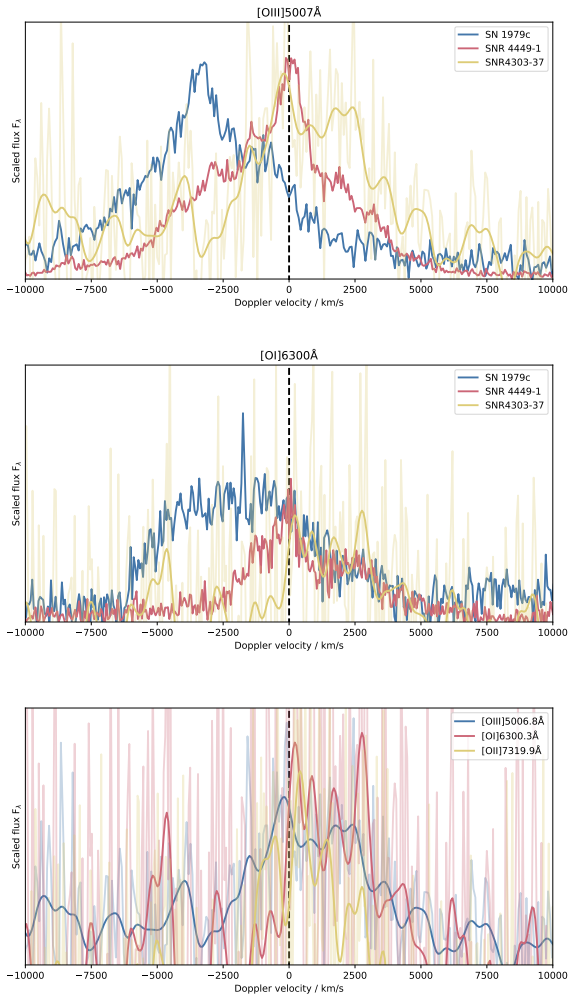 [OIII]5007Å
SN 1979c
SNR 4449-1
SNR4303-37
Scaled flux Fλ
−10000 −7500 −5000 −2500 0 2500 5000 7500 10000
Doppler velocity / km/s
[OI]6300Å
SN 1979c
SNR 4449-1
SNR4303-37
Scaled flux Fλ
−10000 −7500 −5000 −2500 0 2500 5000 7500 10000
Doppler velocity / km/s
[OIII]5006.8Å
[OI]6300.3Å
[OII]7319.9Å
Scaled flux Fλ
−10000 −7500 −5000 −2500 0 2500 5000 7500 10000
Doppler velocity / km/s